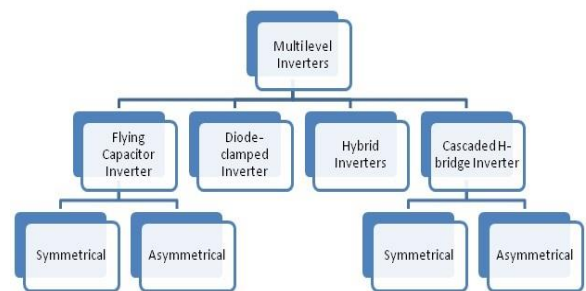 Multilevel
Inverters
Flying
Capacitor
Inverter
Diode-
clamped
Inverter
Hybrid
Inverters
Cascaded H-
bridge Inverter
Symmetrical
Asymmetrical
Symmetrical
Asymmetrical